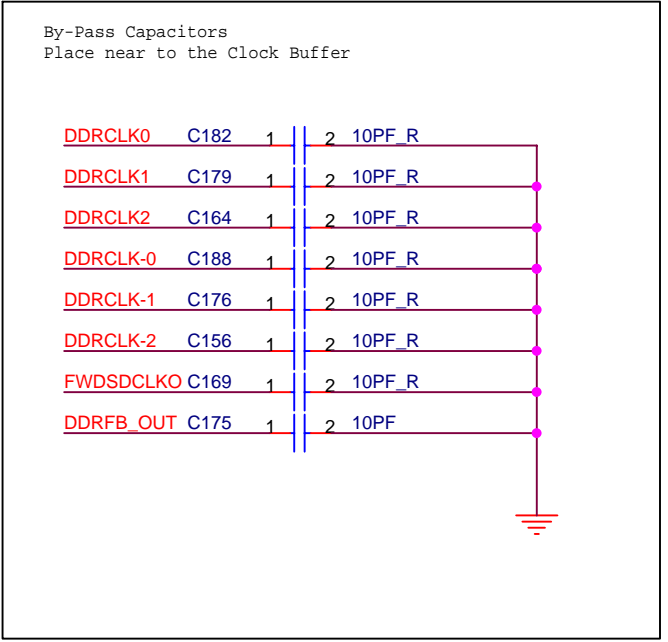 By-Pass Capacitors
Place near to the Clock Buffer
DDRCLK0 C182 1 2 10PF_R
DDRCLK1 C179 1 2 10PF_R
DDRCLK2 C164 1 2 10PF_R
DDRCLK-0 C188 1 2 10PF_R
DDRCLK-1 C176 1 2 10PF_R
DDRCLK-2 C156 1 2 10PF_R
FWDSDCLKO C169 1 2 10PF_R
DDRFB_OUT C175 1 2 10PF